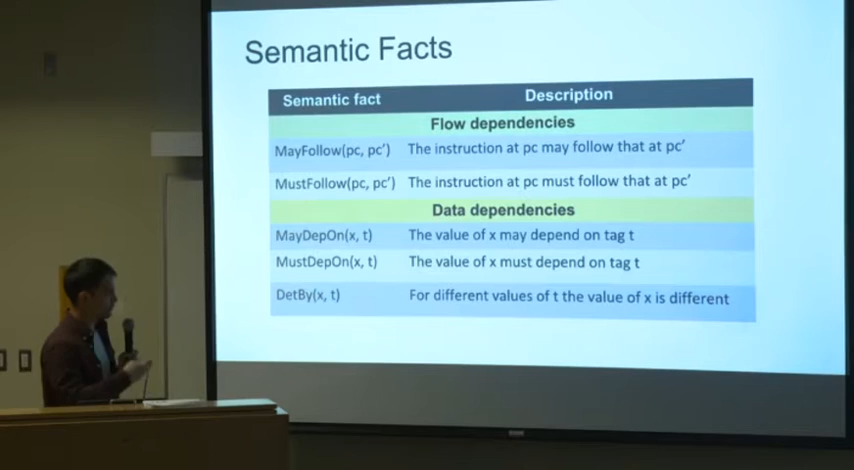 Semantic Facts
Semantic fact Description
Flow dependencies
MayFollow(pc, pc’) The instruction at pc may follow that at pc’
MustFollow(pc, pc’) The instruction at pc must follow that at pc’
Data dependencies
MayDepOn(x, t) The value of x may depend on tag t
MustDepOn(x, t) The value of x must depend on tag t
DetBy(x, t) For different values of t the value of x is different